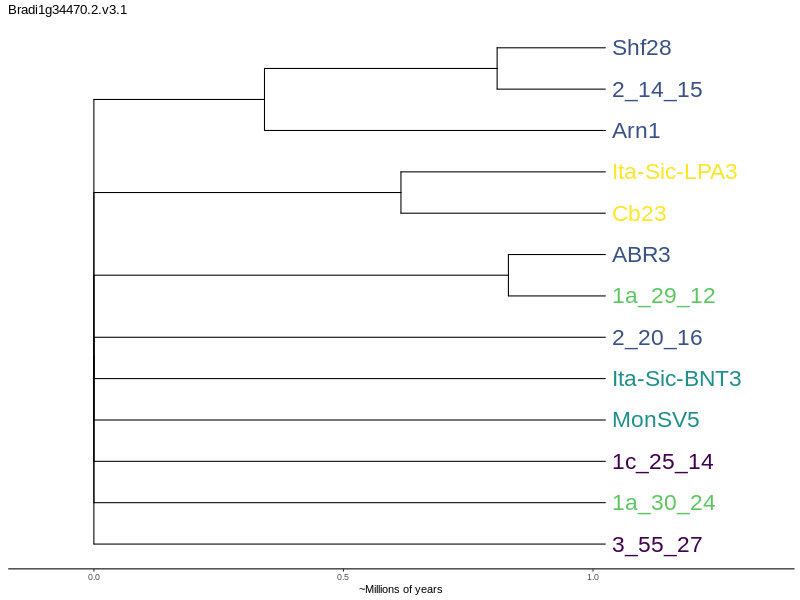 Bradi1g34470.2.v3.1
Shf28
2_14_15
Arn1
Ita-Sic-LPA3
Cb23
ABR3
1a_29_12
2_20_16
Ita-Sic-BNT3
MonSV5
1c_25_14
1a_30_24
3_55_27
0.0 0.5 1.0
~Millions of years